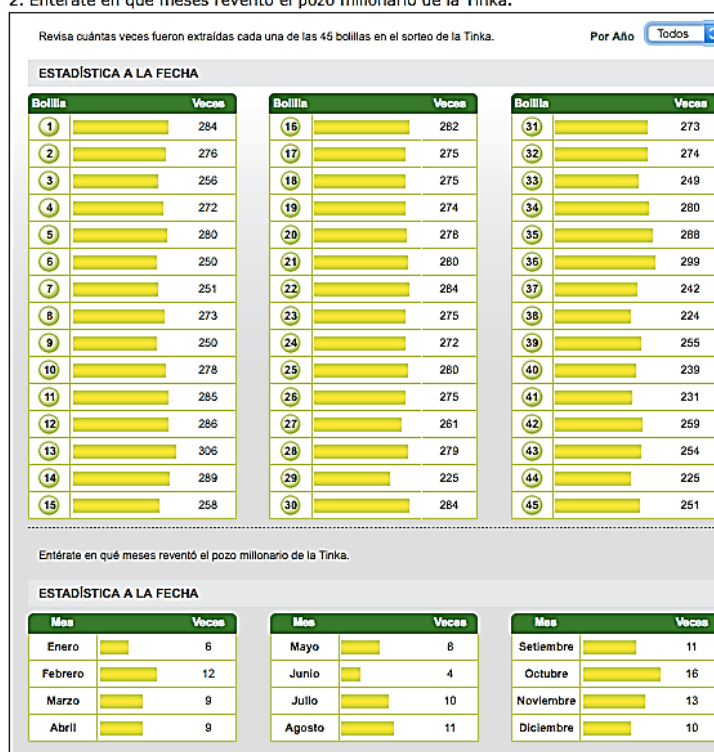 2. Entérate en qué meses reventó el pozo millonario de la Tinka.
Revisa cuántas veces fueron extraídas cada una de las 45 bolillas en el sorteo de la Tinka. Por Año Todos
ESTADÍSTICA A LA FECHA
Bolilla Veces Bolilla Veces Bolilla Veces
1 284 16 282 31 273
2 276 17 275 32 274
3 256 18 275 33 249
4 272 19 274 34 280
5 280 20 278 35 288
6 250 21 280 36 299
7 251 22 284 37 242
8 273 23 275 38 224
9 250 24 272 39 255
10 278 25 280 40 239
11 285 26 275 41 231
12 286 27 261 42 259
13 306 28 279 43 254
14 289 29 225 44 225
15 258 30 284 45 251
Entérate en qué meses reventó el pozo millonario de la Tinka.
ESTADÍSTICA A LA FECHA
Mes Veces Mes Veces Mes Veces
Enero 6 Mayo 8 Setiembre 11
Febrero 12 Junio 4 Octubre 16
Marzo 9 Julio 10 Noviembre 13
Abril 9 Agosto 11 Diciembre 10